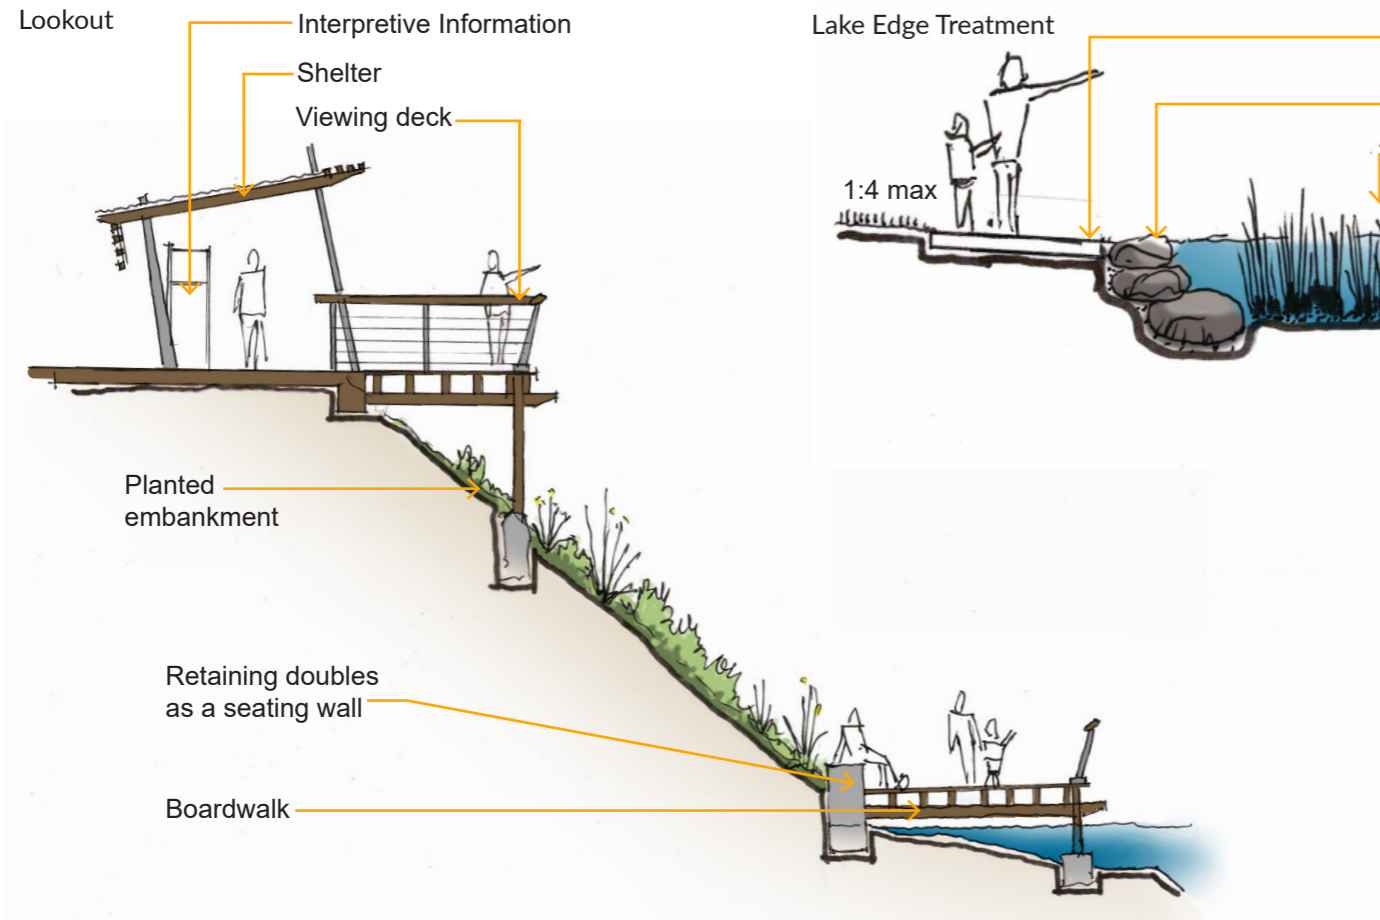 Lookout
Interpretive Information
Shelter
Viewing deck
Planted
embankment
Retaining doubles
as a seating wall
Boardwalk
Lake Edge Treatment
1:4 max